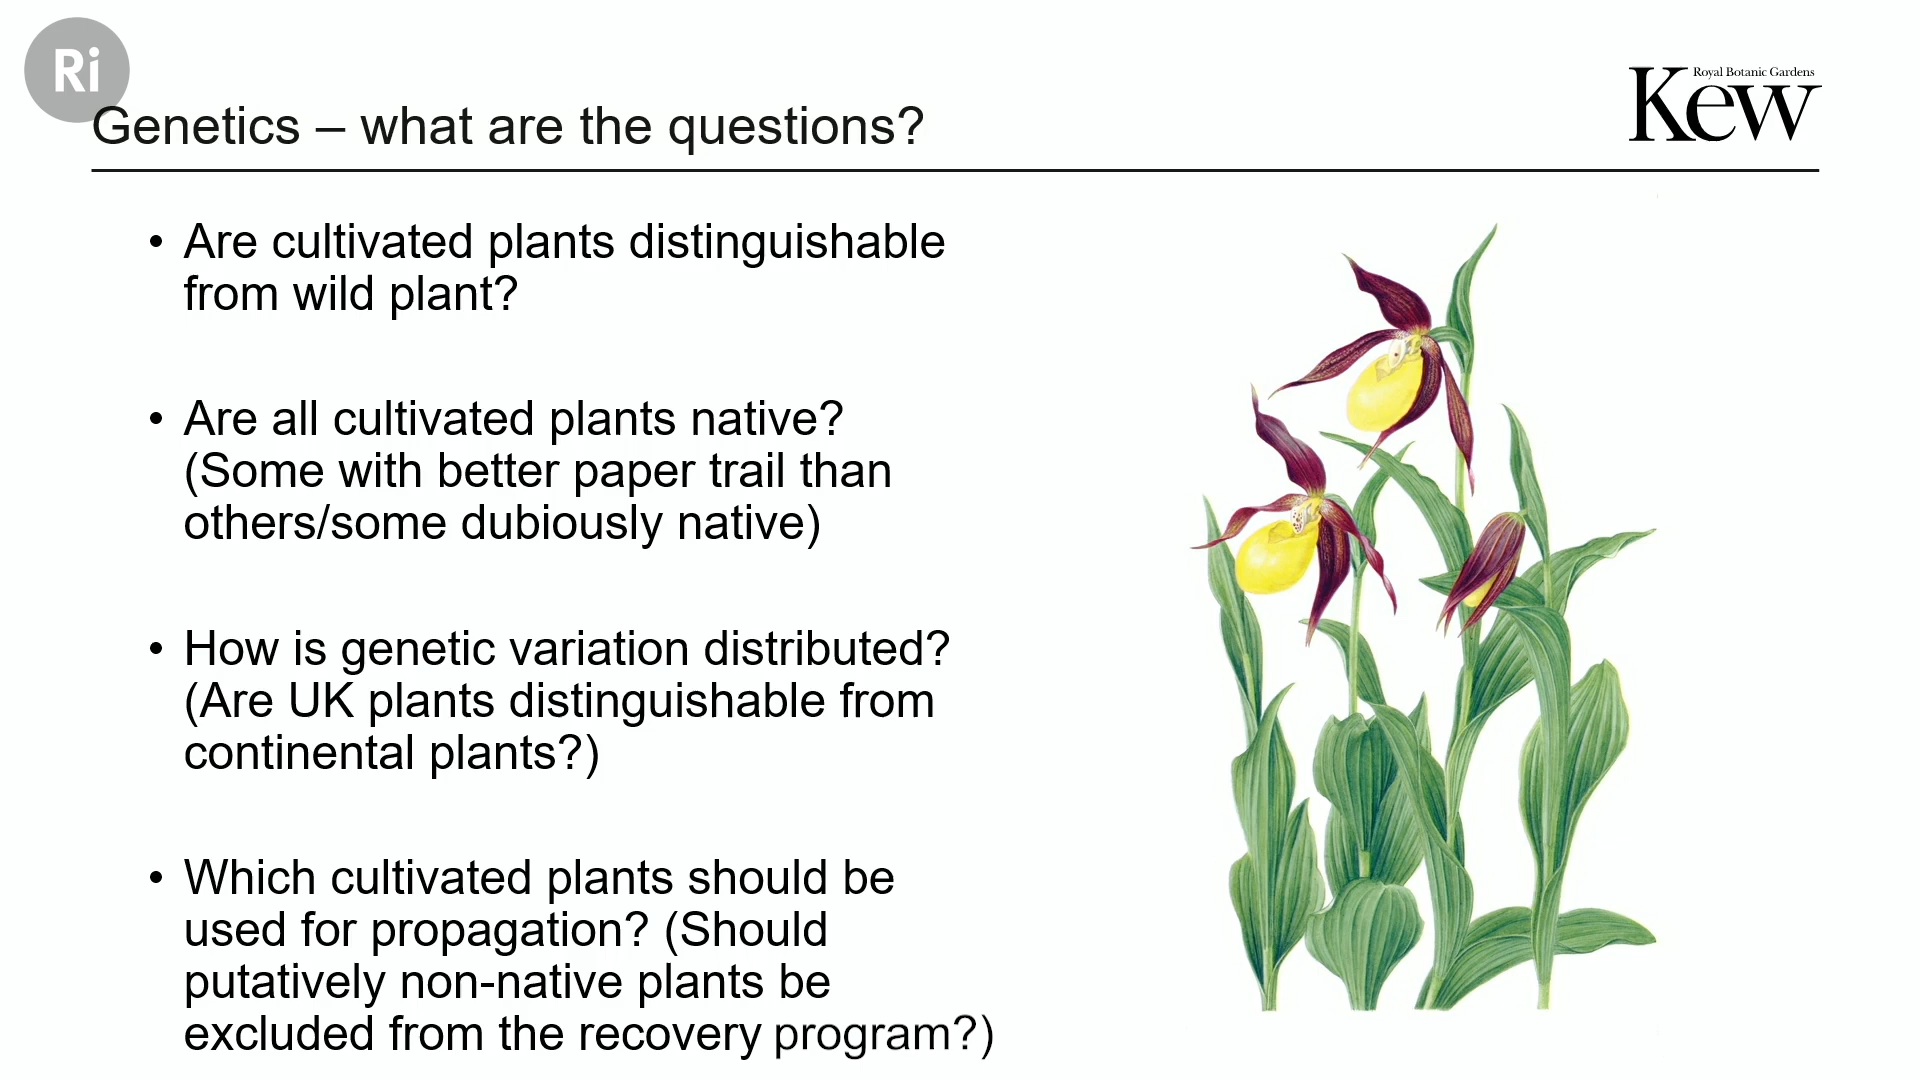 Ri
Royal Botanic Gardens
Kew
Genetics – what are the questions?
• Are cultivated plants distinguishable
from wild plant?
• Are all cultivated plants native?
(Some with better paper trail than
others/some dubiously native)
• How is genetic variation distributed?
(Are UK plants distinguishable from
continental plants?)
• Which cultivated plants should be
used for propagation? (Should
putatively non-native plants be
excluded from the recovery program?)